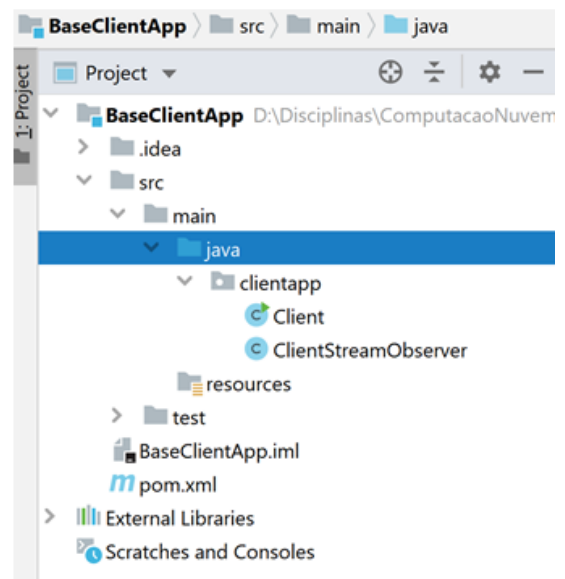 BaseClientApp src main java
1: Project
Project
BaseClientApp D:\Disciplinas\ComputacaoNuvem
.idea
src
main
java
clientapp
C Client
C ClientStreamObserver
resources
test
BaseClientApp.iml
m pom.xml
External Libraries
Scratches and Consoles